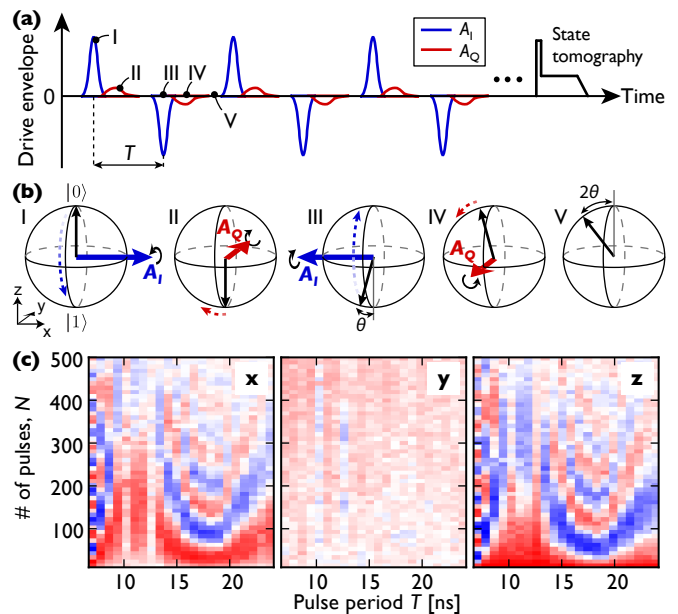 (a)
Drive envelope
0
I
II
III
IV
V
T
A_I
A_Q
State
tomography
Time
(b)
I
II
III
IV
V
|0⟩
|1⟩
A_I
A_Q
A_I
A_Q
θ
2θ
z
y
x
(c)
# of pulses, N
500
400
300
200
100
x
y
z
10 15 20
10 15 20
10 15 20
Pulse period T [ns]